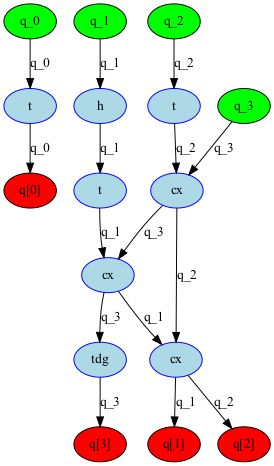 q_0 q_1 q_2
q_0 q_1 q_2
t h t q_3
q_0 q_1 q_2 q_3
q[0] t cx
q_1 q_3
cx q_2
q_3 q_1
tdg cx
q_3 q_1 q_2
q[3] q[1] q[2]